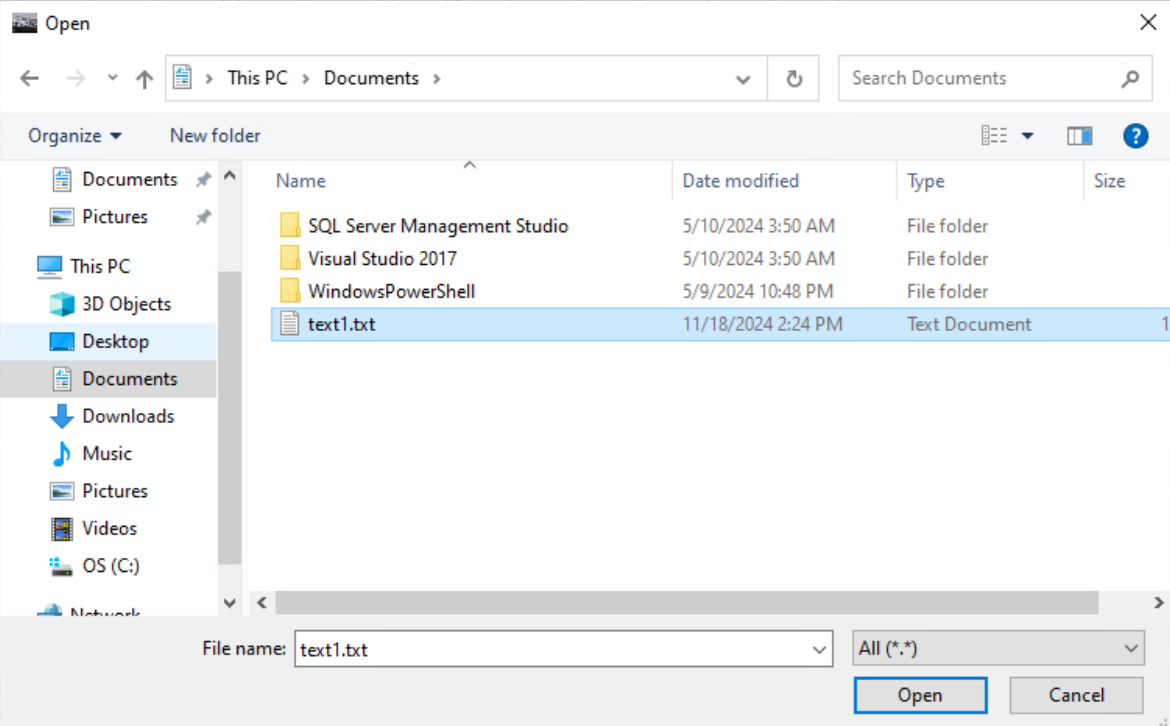 Open
This PC > Documents >
Search Documents
Organize
New folder
?
Name
Date modified
Type
Size
Documents
Pictures
This PC
3D Objects
Desktop
Documents
Downloads
Music
Pictures
Videos
OS (C:)
Network
SQL Server Management Studio 5/10/2024 3:50 AM File folder
Visual Studio 2017 5/10/2024 3:50 AM File folder
WindowsPowerShell 5/9/2024 10:48 PM File folder
text1.txt 11/18/2024 2:24 PM Text Document 1
File name: text1.txt
All (*.*)
Open
Cancel